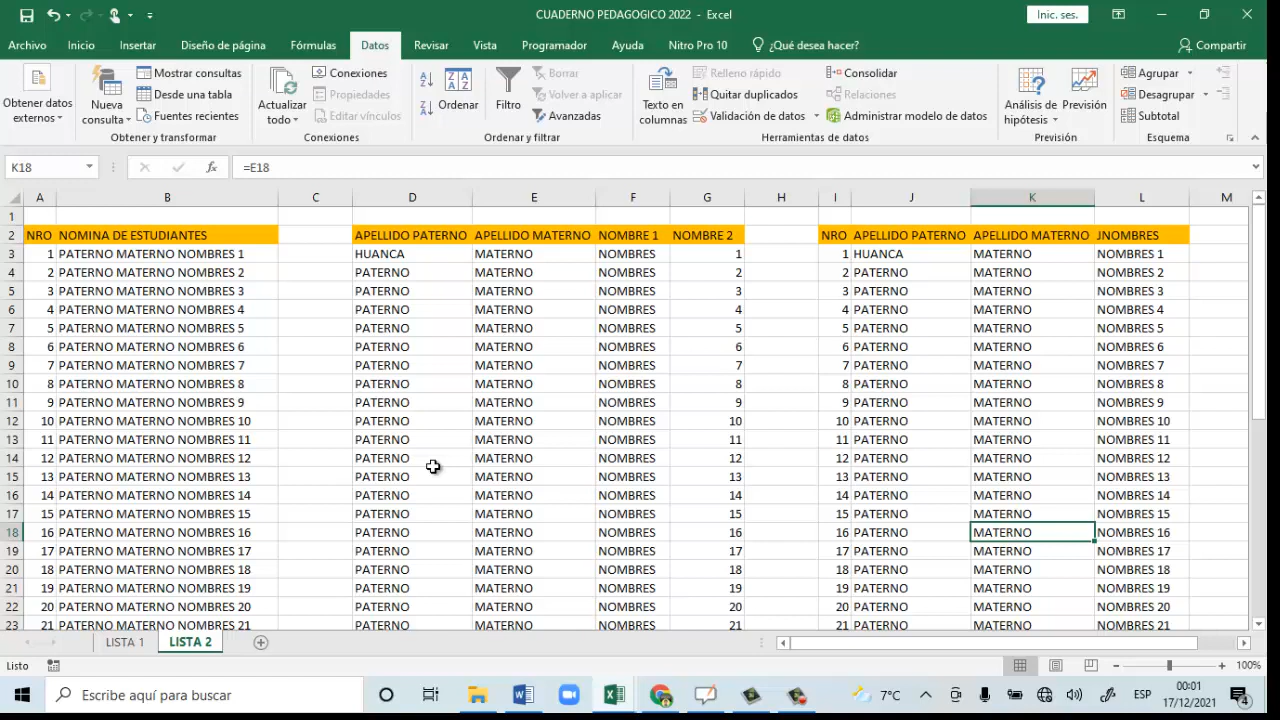 CUADERNO PEDAGOGICO 2022 - Excel
Inic. ses.
Archivo Inicio Insertar Diseño de página Fórmulas Datos Revisar Vista Programador Ayuda Nitro Pro 10 ¿Qué desea hacer? Compartir
Obtener datos externos
Nueva consulta
Mostrar consultas
Desde una tabla
Fuentes recientes
Obtener y transformar
Actualizar todo
Conexiones
Propiedades
Editar vínculos
Conexiones
Ordenar
Filtro
Borrar
Volver a aplicar
Avanzadas
Ordenar y filtrar
Texto en columnas
Relleno rápido
Quitar duplicados
Validación de datos
Consolidar
Relaciones
Administrar modelo de datos
Herramientas de datos
Análisis de hipótesis
Previsión
Previsión
Agrupar
Desagrupar
Subtotal
Esquema
K18 fx =E18
A B C D E F G H I J K L M
1
2 NRO NOMINA DE ESTUDIANTES APELLIDO PATERNO APELLIDO MATERNO NOMBRE 1 NOMBRE 2 NRO APELLIDO PATERNO APELLIDO MATERNO JNOMBRES
3 1 PATERNO MATERNO NOMBRES 1 HUANCA MATERNO NOMBRES 1 1 HUANCA MATERNO NOMBRES 1
4 2 PATERNO MATERNO NOMBRES 2 PATERNO MATERNO NOMBRES 2 2 PATERNO MATERNO NOMBRES 2
5 3 PATERNO MATERNO NOMBRES 3 PATERNO MATERNO NOMBRES 3 3 PATERNO MATERNO NOMBRES 3
6 4 PATERNO MATERNO NOMBRES 4 PATERNO MATERNO NOMBRES 4 4 PATERNO MATERNO NOMBRES 4
7 5 PATERNO MATERNO NOMBRES 5 PATERNO MATERNO NOMBRES 5 5 PATERNO MATERNO NOMBRES 5
8 6 PATERNO MATERNO NOMBRES 6 PATERNO MATERNO NOMBRES 6 6 PATERNO MATERNO NOMBRES 6
9 7 PATERNO MATERNO NOMBRES 7 PATERNO MATERNO NOMBRES 7 7 PATERNO MATERNO NOMBRES 7
10 8 PATERNO MATERNO NOMBRES 8 PATERNO MATERNO NOMBRES 8 8 PATERNO MATERNO NOMBRES 8
11 9 PATERNO MATERNO NOMBRES 9 PATERNO MATERNO NOMBRES 9 9 PATERNO MATERNO NOMBRES 9
12 10 PATERNO MATERNO NOMBRES 10 PATERNO MATERNO NOMBRES 10 10 PATERNO MATERNO NOMBRES 10
13 11 PATERNO MATERNO NOMBRES 11 PATERNO MATERNO NOMBRES 11 11 PATERNO MATERNO NOMBRES 11
14 12 PATERNO MATERNO NOMBRES 12 PATERNO MATERNO NOMBRES 12 12 PATERNO MATERNO NOMBRES 12
15 13 PATERNO MATERNO NOMBRES 13 PATERNO MATERNO NOMBRES 13 13 PATERNO MATERNO NOMBRES 13
16 14 PATERNO MATERNO NOMBRES 14 PATERNO MATERNO NOMBRES 14 14 PATERNO MATERNO NOMBRES 14
17 15 PATERNO MATERNO NOMBRES 15 PATERNO MATERNO NOMBRES 15 15 PATERNO MATERNO NOMBRES 15
18 16 PATERNO MATERNO NOMBRES 16 PATERNO MATERNO NOMBRES 16 16 PATERNO MATERNO NOMBRES 16
19 17 PATERNO MATERNO NOMBRES 17 PATERNO MATERNO NOMBRES 17 17 PATERNO MATERNO NOMBRES 17
20 18 PATERNO MATERNO NOMBRES 18 PATERNO MATERNO NOMBRES 18 18 PATERNO MATERNO NOMBRES 18
21 19 PATERNO MATERNO NOMBRES 19 PATERNO MATERNO NOMBRES 19 19 PATERNO MATERNO NOMBRES 19
22 20 PATERNO MATERNO NOMBRES 20 PATERNO MATERNO NOMBRES 20 20 PATERNO MATERNO NOMBRES 20
23 21 PATERNO MATERNO NOMBRES 21 PATERNO MATERNO NOMBRES 21 21 PATERNO MATERNO NOMBRES 21
LISTA 1 LISTA 2
Listo 100%
Escribe aquí para buscar 7°C ESP 00:01
17/12/2021 4